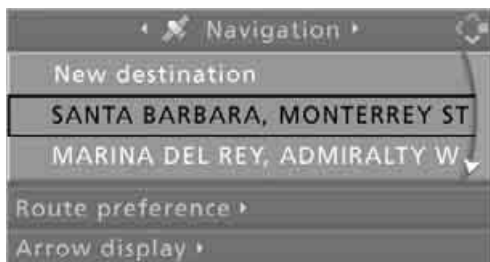 Navigation
New destination
SANTA BARBARA, MONTERREY ST
MARINA DEL REY, ADMIRALTY W
Route preference
Arrow display